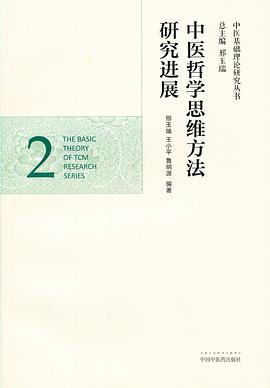 中医基础理论研究丛书
总主编 邢玉瑞
中医哲学思维方法
研究进展
邢玉瑞 王小平 鲁明源 编著
2
THE BASIC
THEORY
OF TCM
RESEARCH
SERIES
中国中医药出版社